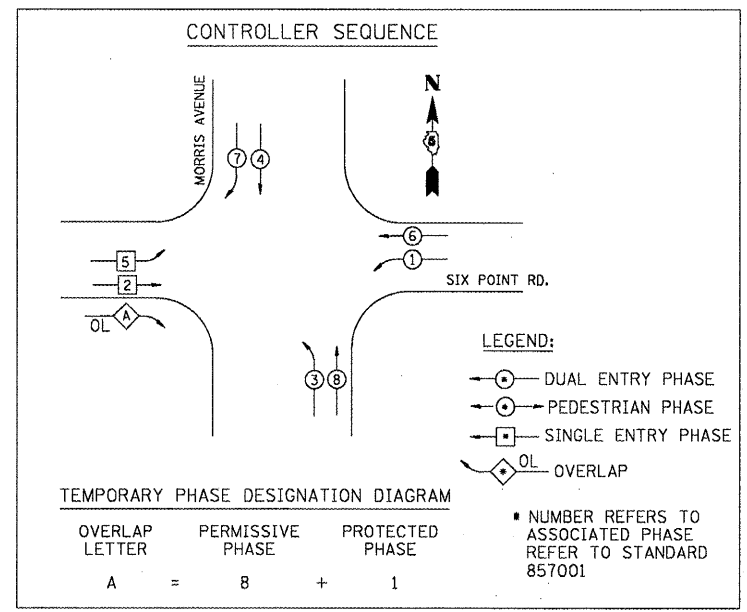 CONTROLLER SEQUENCE
MORRIS AVENUE
N
7 4
6
1
5
2
SIX POINT RD.
A
OL
3 8
LEGEND:
* DUAL ENTRY PHASE
* PEDESTRIAN PHASE
* SINGLE ENTRY PHASE
* OL OVERLAP
TEMPORARY PHASE DESIGNATION DIAGRAM
OVERLAP LETTER
PERMISSIVE PHASE
PROTECTED PHASE
A = 8 + 1
* NUMBER REFERS TO
ASSOCIATED PHASE
REFER TO STANDARD
857001